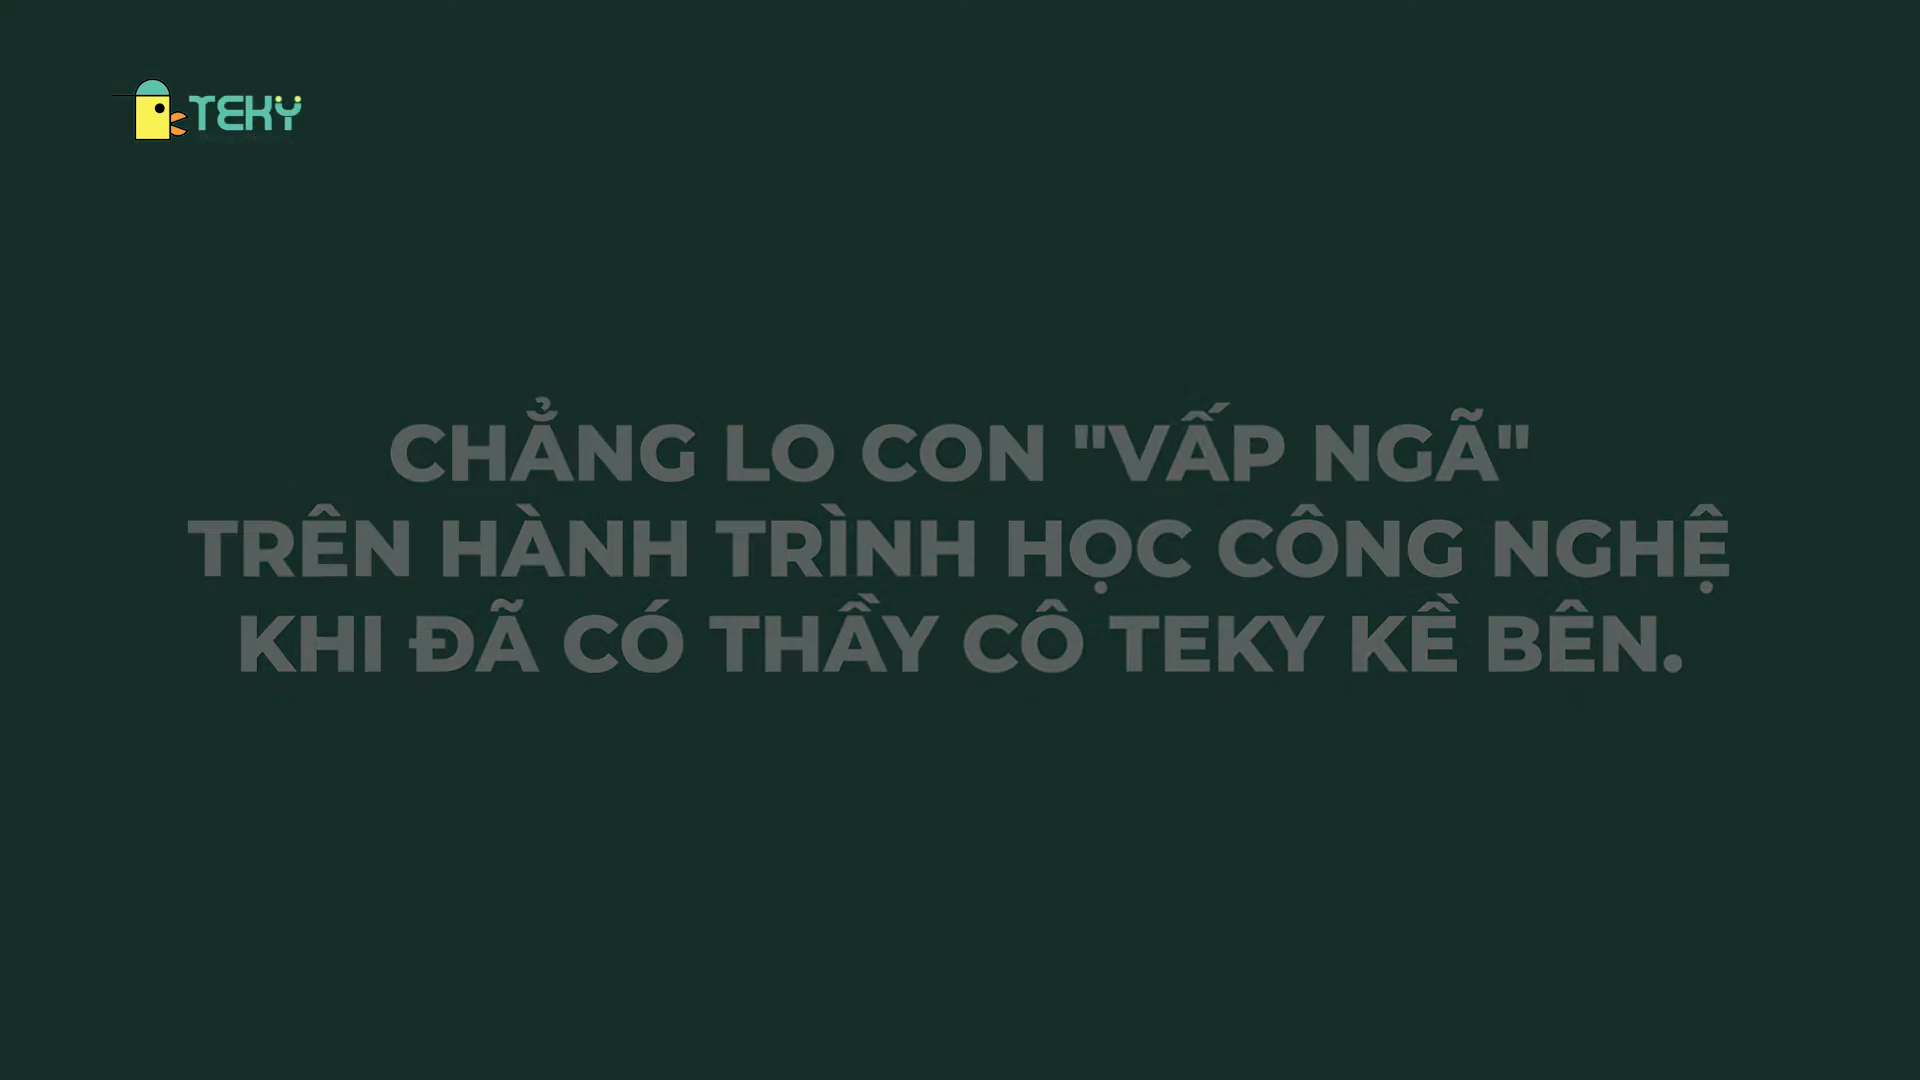 TEKY
CHẲNG LO CON "VẤP NGÃ"
TRÊN HÀNH TRÌNH HỌC CÔNG NGHỆ
KHI ĐÃ CÓ THẦY CÔ TEKY KỀ BÊN.